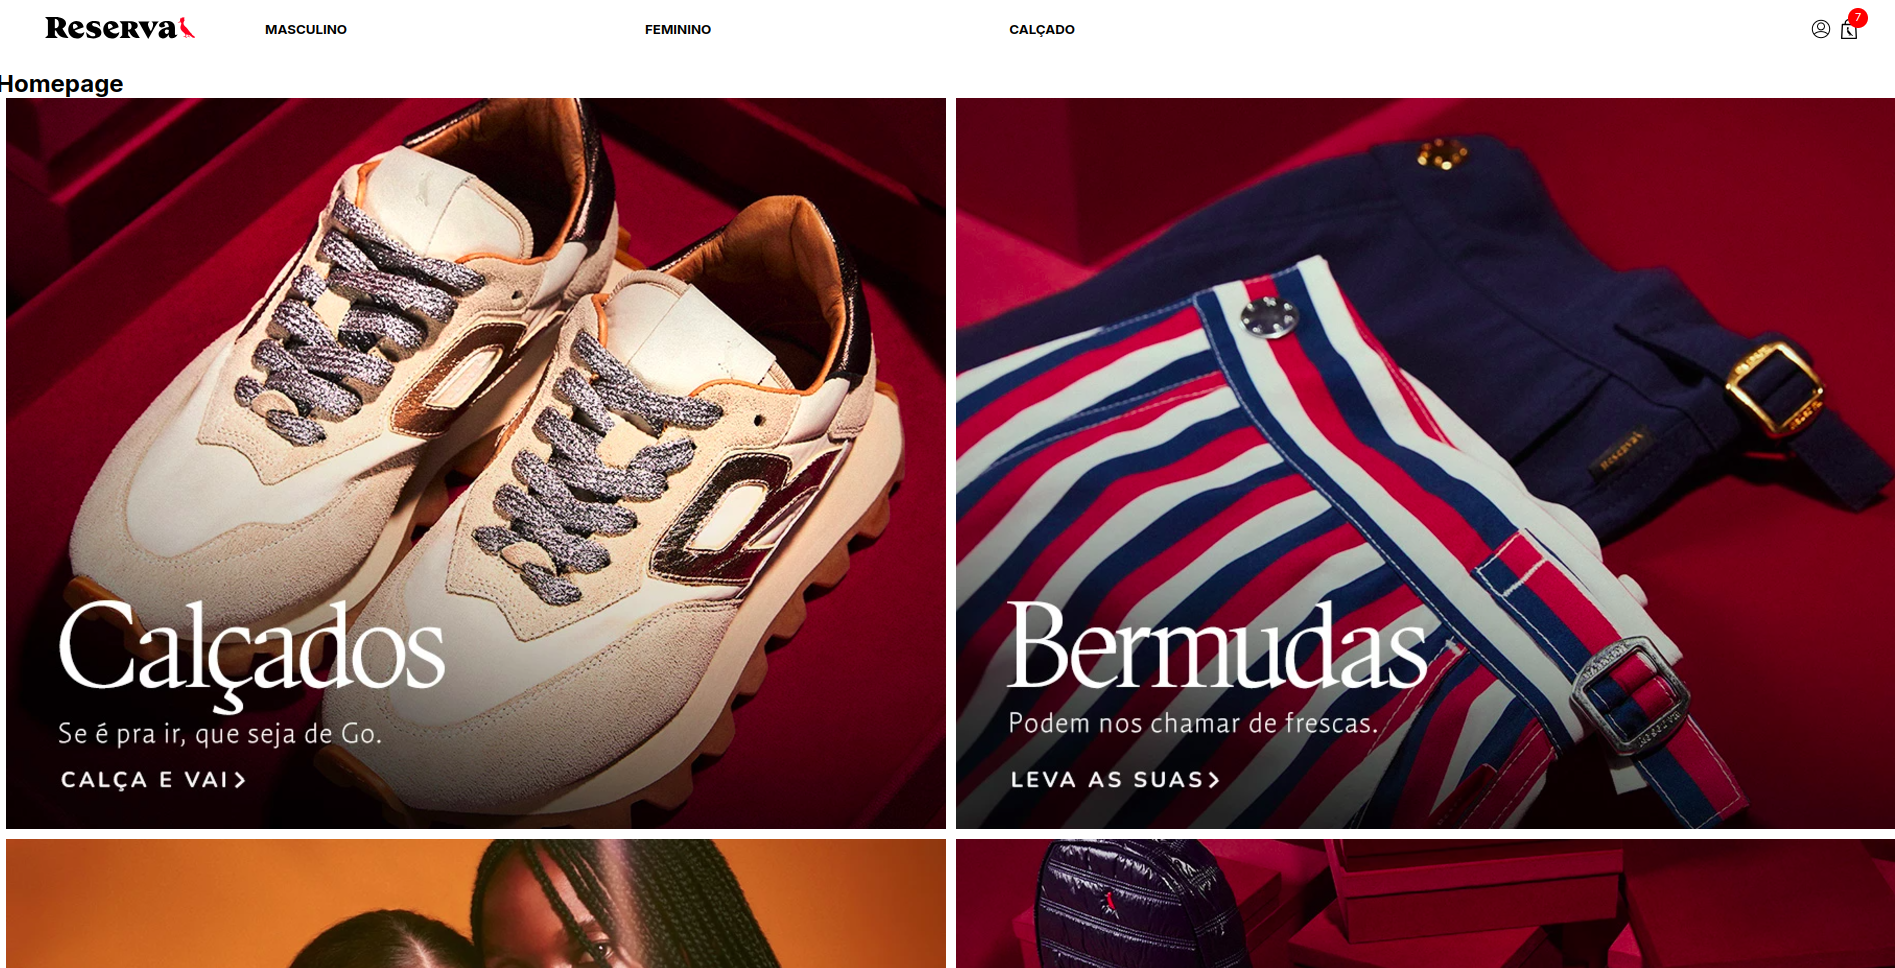 Reserva
MASCULINO
FEMININO
CALÇADO
7
Homepage
Calçados
Se é pra ir, que seja de Go.
CALÇA E VAI
Reserva
Bermudas
Podem nos chamar de frescas.
LEVA AS SUAS